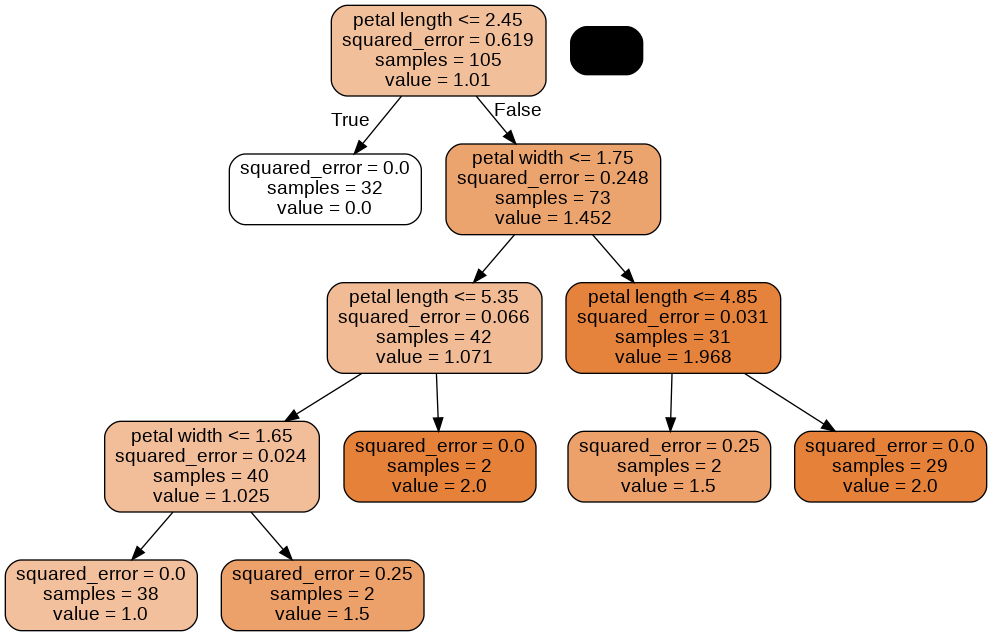 petal length <= 2.45
squared_error = 0.619
samples = 105
value = 1.01
True
False
squared_error = 0.0
samples = 32
value = 0.0
petal width <= 1.75
squared_error = 0.248
samples = 73
value = 1.452
petal length <= 5.35
squared_error = 0.066
samples = 42
value = 1.071
petal length <= 4.85
squared_error = 0.031
samples = 31
value = 1.968
petal width <= 1.65
squared_error = 0.024
samples = 40
value = 1.025
squared_error = 0.0
samples = 2
value = 2.0
squared_error = 0.25
samples = 2
value = 1.5
squared_error = 0.0
samples = 29
value = 2.0
squared_error = 0.0
samples = 38
value = 1.0
squared_error = 0.25
samples = 2
value = 1.5